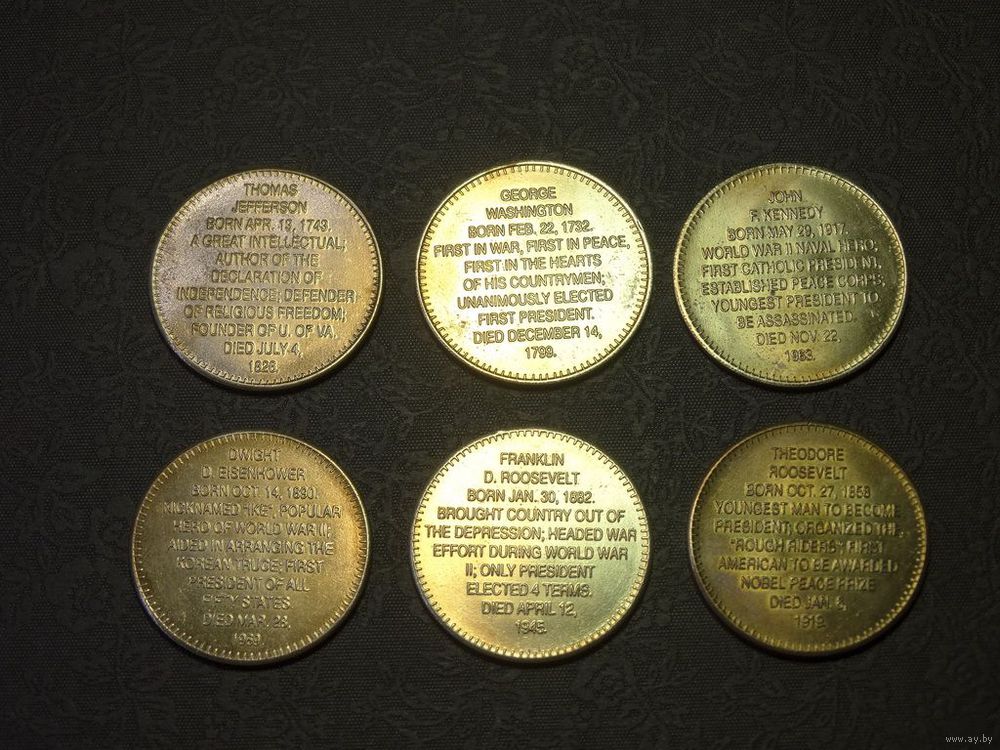 THOMAS
JEFFERSON
BORN APR. 13, 1743.
A GREAT INTELLECTUAL;
AUTHOR OF THE
DECLARATION OF
INDEPENDENCE; DEFENDER
OF RELIGIOUS FREEDOM;
FOUNDER OF U. OF VA.
DIED JULY 4,
1826.
GEORGE
WASHINGTON
BORN FEB. 22, 1732.
FIRST IN WAR, FIRST IN PEACE,
FIRST IN THE HEARTS
OF HIS COUNTRYMEN;
UNANIMOUSLY ELECTED
FIRST PRESIDENT.
DIED DECEMBER 14,
1799.
JOHN
F. KENNEDY
BORN MAY 29, 1917.
WORLD WAR II NAVAL HERO;
FIRST CATHOLIC PRESIDENT,
ESTABLISHED PEACE CORPS;
YOUNGEST PRESIDENT TO
BE ASSASSINATED.
DIED NOV. 22,
1963.
DWIGHT
D. EISENHOWER
BORN OCT. 14, 1890.
NICKNAMED "IKE", POPULAR
HERO OF WORLD WAR II;
AIDED IN ARRANGING THE
KOREAN TRUCE; FIRST
PRESIDENT OF ALL
FIFTY STATES.
DIED MAR. 28,
1969.
FRANKLIN
D. ROOSEVELT
BORN JAN. 30, 1882.
BROUGHT COUNTRY OUT OF
THE DEPRESSION; HEADED WAR
EFFORT DURING WORLD WAR
II; ONLY PRESIDENT
ELECTED 4 TERMS.
DIED APRIL 12,
1945.
THEODORE
ROOSEVELT
BORN OCT. 27, 1858
YOUNGEST MAN TO BECOME
PRESIDENT; ORGANIZED THE
"ROUGH RIDERS"; FIRST
AMERICAN TO BE AWARDED
NOBEL PEACE PRIZE
DIED JAN. 6,
1919.
www.ay.by